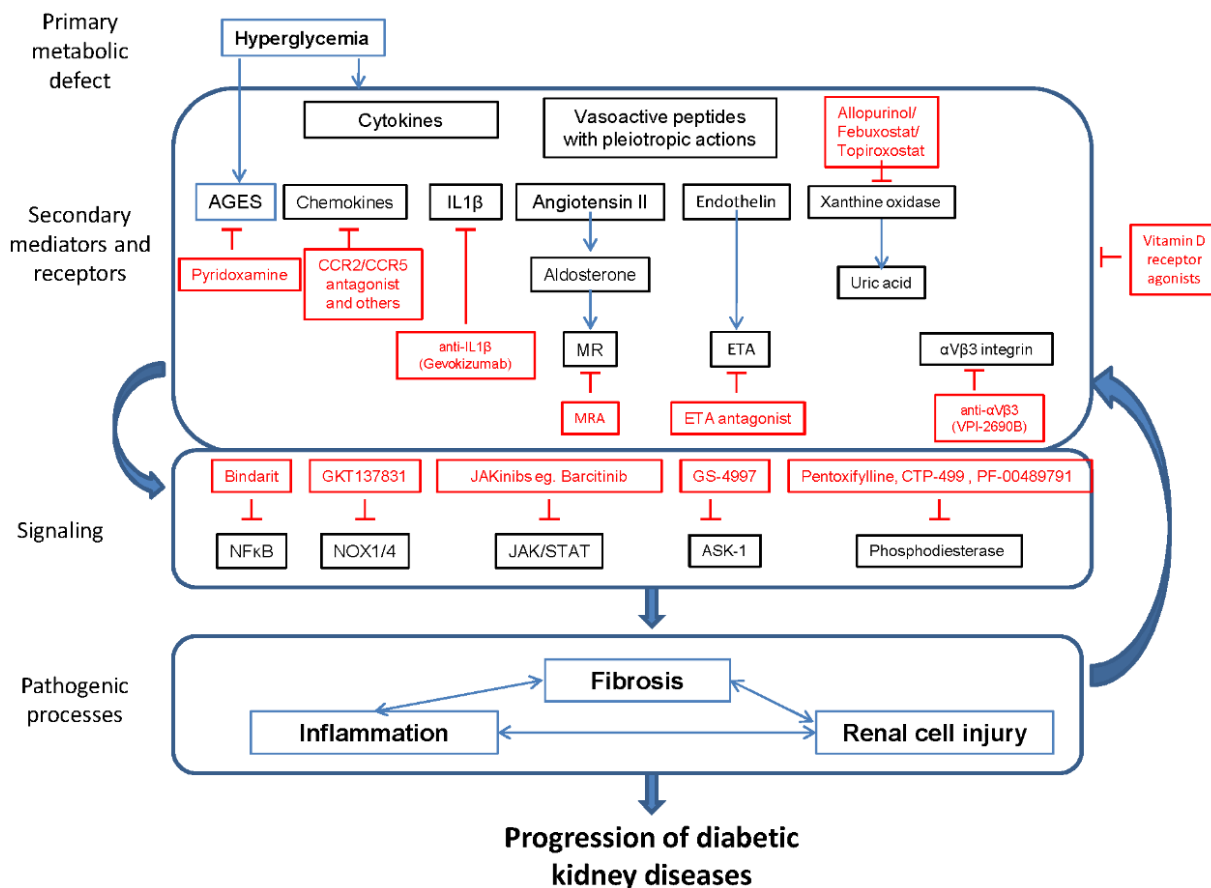 Primary
metabolic
defect
Hyperglycemia
Cytokines
Vasoactive peptides
with pleiotropic actions
Allopurinol/
Febuxostat/
Topiroxostat
Secondary
mediators and
receptors
AGES
Chemokines
IL1β
Angiotensin II
Endothelin
Xanthine oxidase
Pyridoxamine
CCR2/CCR5
antagonist
and others
Aldosterone
Uric acid
Vitamin D
receptor
agonists
anti-IL1β
(Gevokizumab)
MR
ETA
αVβ3 integrin
MRA
ETA antagonist
anti-αVβ3
(VPI-2690B)
Signaling
Bindarit
GKT137831
JAKinibs eg. Barcitinib
GS-4997
Pentoxifylline, CTP-499 , PF-00489791
NFκB
NOX1/4
JAK/STAT
ASK-1
Phosphodiesterase
Pathogenic
processes
Fibrosis
Inflammation
Renal cell injury
Progression of diabetic
kidney diseases